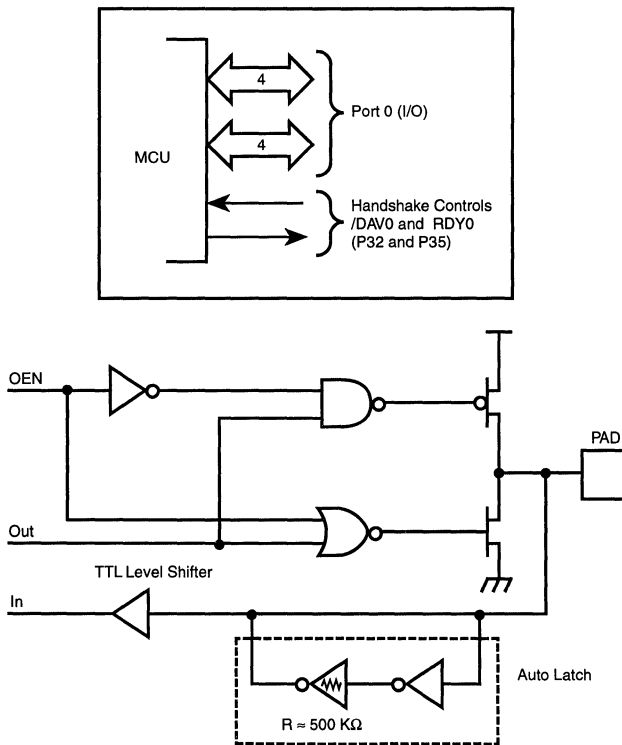 MCU
4
4
Port 0 (I/O)
Handshake Controls
/DAV0 and RDY0
(P32 and P35)
OEN
PAD
Out
TTL Level Shifter
In
Auto Latch
R ≈ 500 KΩ